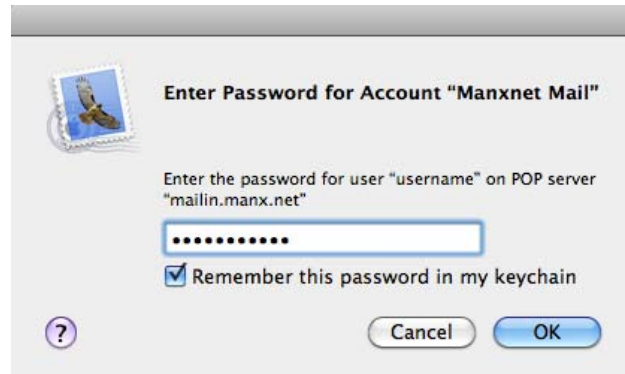 Enter Password for Account “Manxnet Mail”
Enter the password for user “username” on POP server
“mailin.manx.net”
•••••••••••
Remember this password in my keychain
?
Cancel
OK